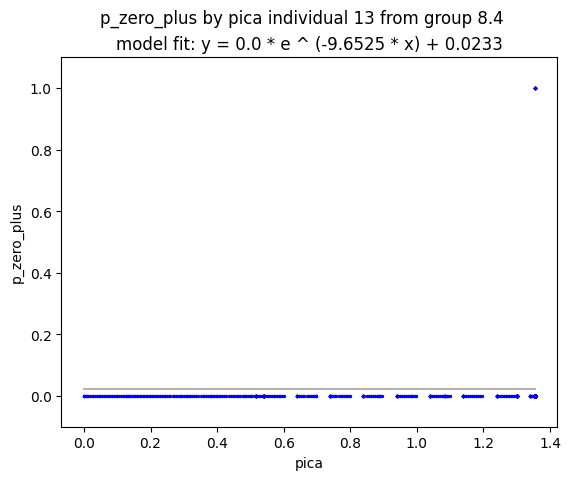 p_zero_plus by pica individual 13 from group 8.4
model fit: y = 0.0 * e ^ (-9.6525 * x) + 0.0233
1.0
0.8
0.6
0.4
0.2
0.0
p_zero_plus
0.0 0.2 0.4 0.6 0.8 1.0 1.2 1.4
pica